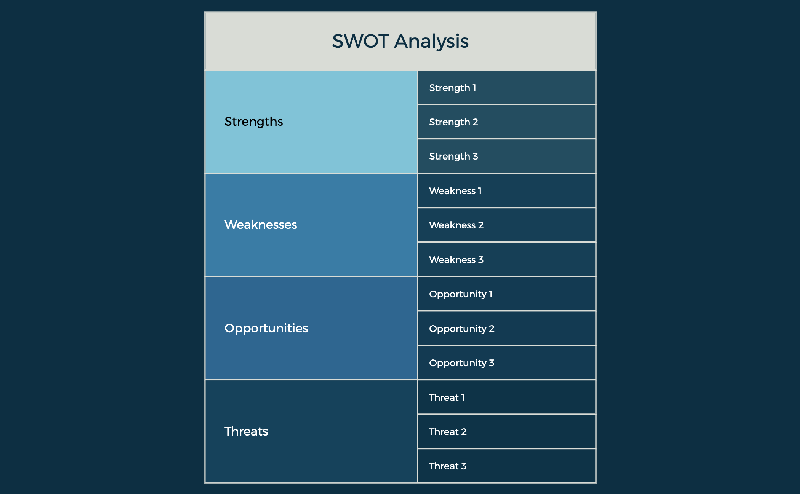 SWOT Analysis
Strengths
Strength 1
Strength 2
Strength 3
Weaknesses
Weakness 1
Weakness 2
Weakness 3
Opportunities
Opportunity 1
Opportunity 2
Opportunity 3
Threats
Threat 1
Threat 2
Threat 3